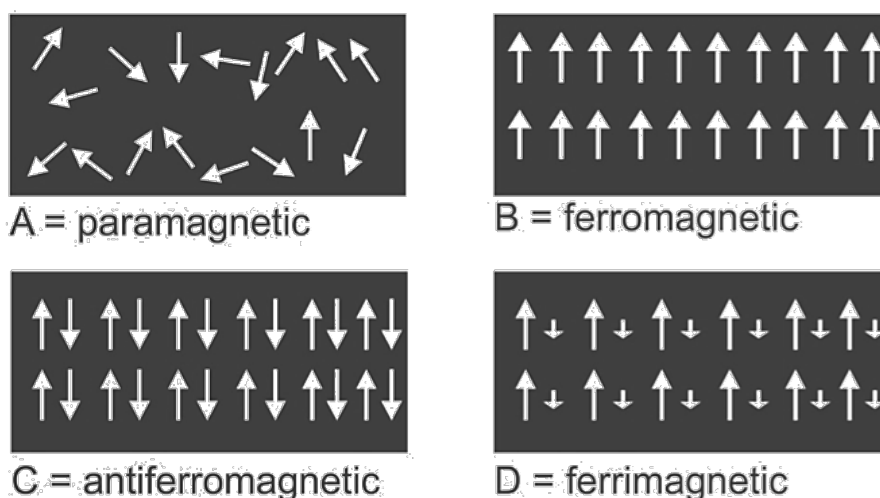 A = paramagnetic
B = ferromagnetic
C = antiferromagnetic
D = ferrimagnetic